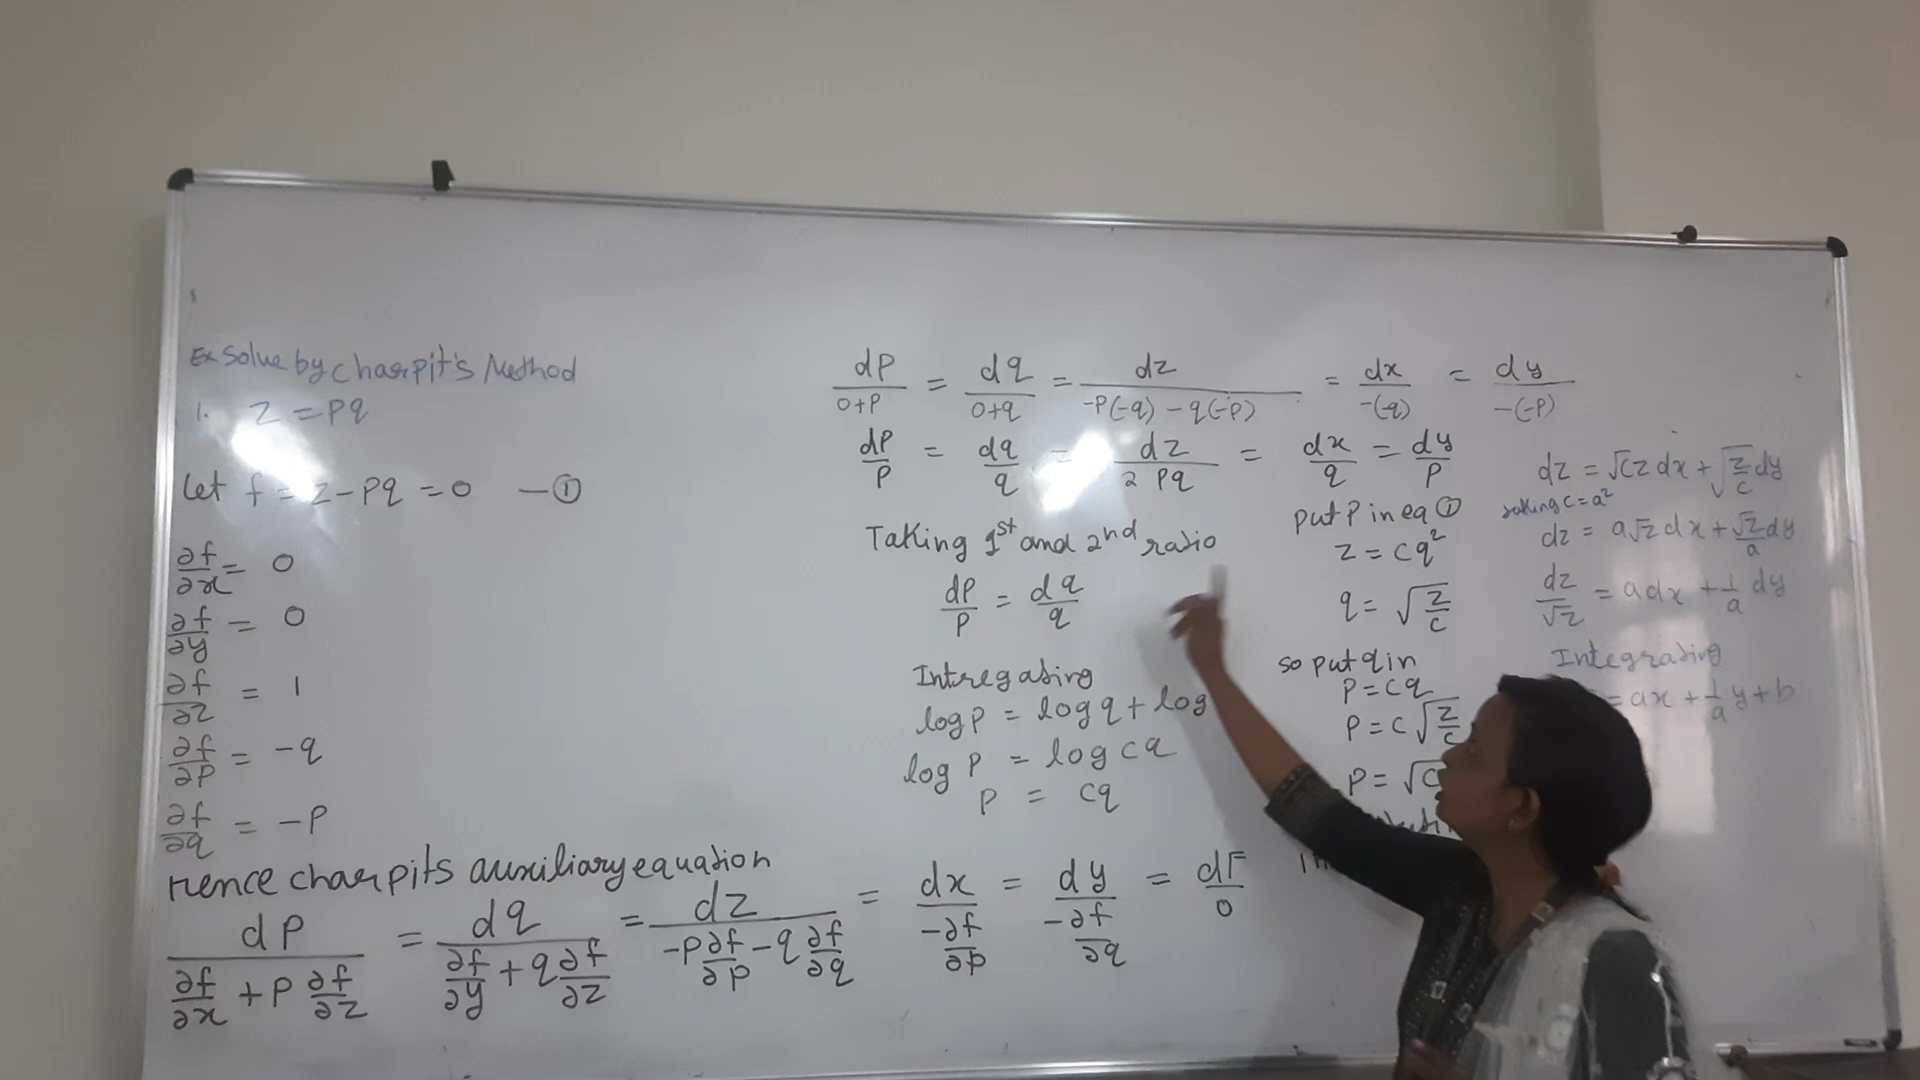 Ex Solve by Charpit's Method
1. Z = Pq
Let f = Z - Pq = 0 — ①
∂f/∂x = 0
∂f/∂y = 0
∂f/∂z = 1
∂f/∂P = -q
∂f/∂q = -P
Hence charpits auxiliary equation
dP/(∂f/∂x + P ∂f/∂z) = dq/(∂f/∂y + q ∂f/∂z) = dz/(-P ∂f/∂p - q ∂f/∂q) = dx/(-∂f/∂p) = dy/(-∂f/∂q) = dF/0
dP/(0+P) = dq/(0+q) = dz/(-P(-q) - q(-P)) = dx/(-(-q)) = dy/(-(-P))
dP/P = dq/q = dz/(2Pq) = dx/q = dy/P
Taking 1st and 2nd ratio
dP/P = dq/q
Intregating
log P = log q + log
log P = log cq
P = cq
put P in eq ①
Z = cq²
q = √(Z/c)
so put q in
P = cq
P = c√(Z/c)
P = √c
dz = √cz dx + √(z/c) dy
taking c = a²
dz = a√z dx + √z/a dy
dz/√z = a dx + 1/a dy
Integrating
= ax + 1/a y + b